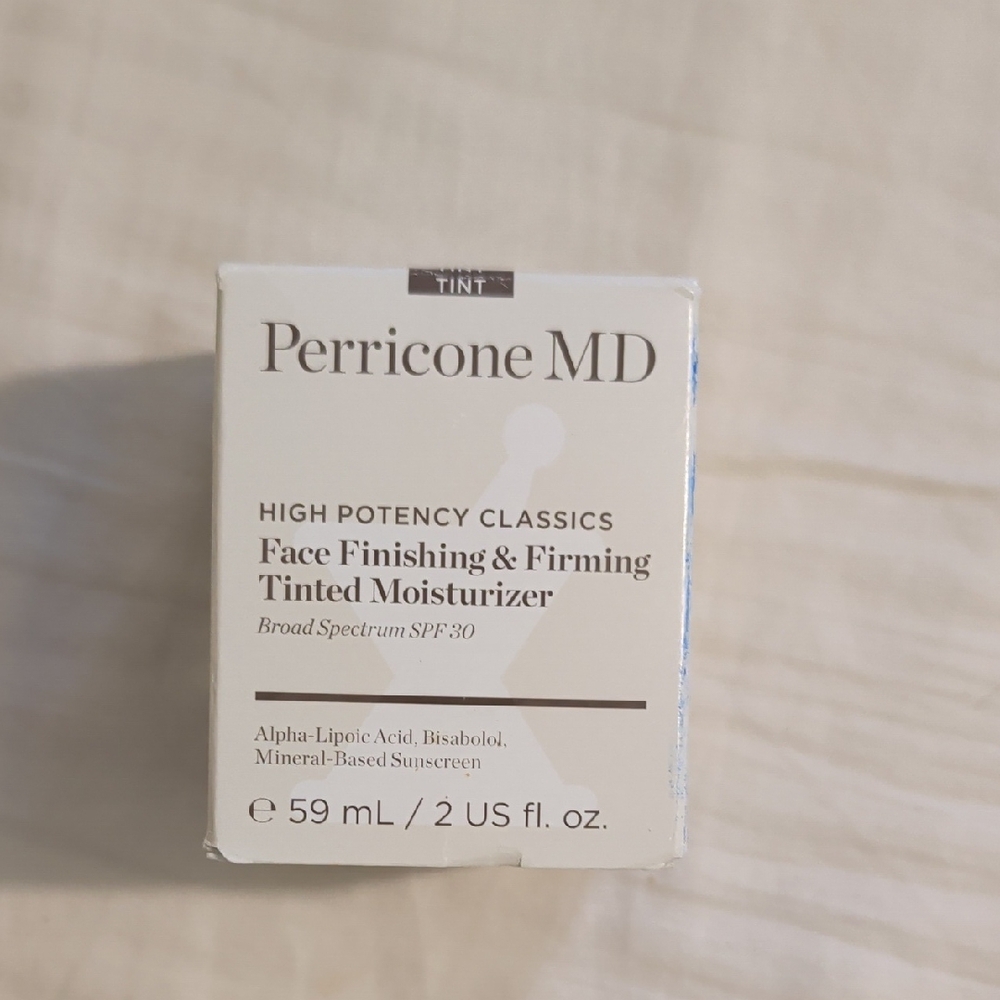 TINT
Perricone MD
HIGH POTENCY CLASSICS
Face Finishing & Firming
Tinted Moisturizer
Broad Spectrum SPF 30
Alpha-Lipoic Acid, Bisabolol,
Mineral-Based Sunscreen
℮ 59 mL / 2 US fl. oz.